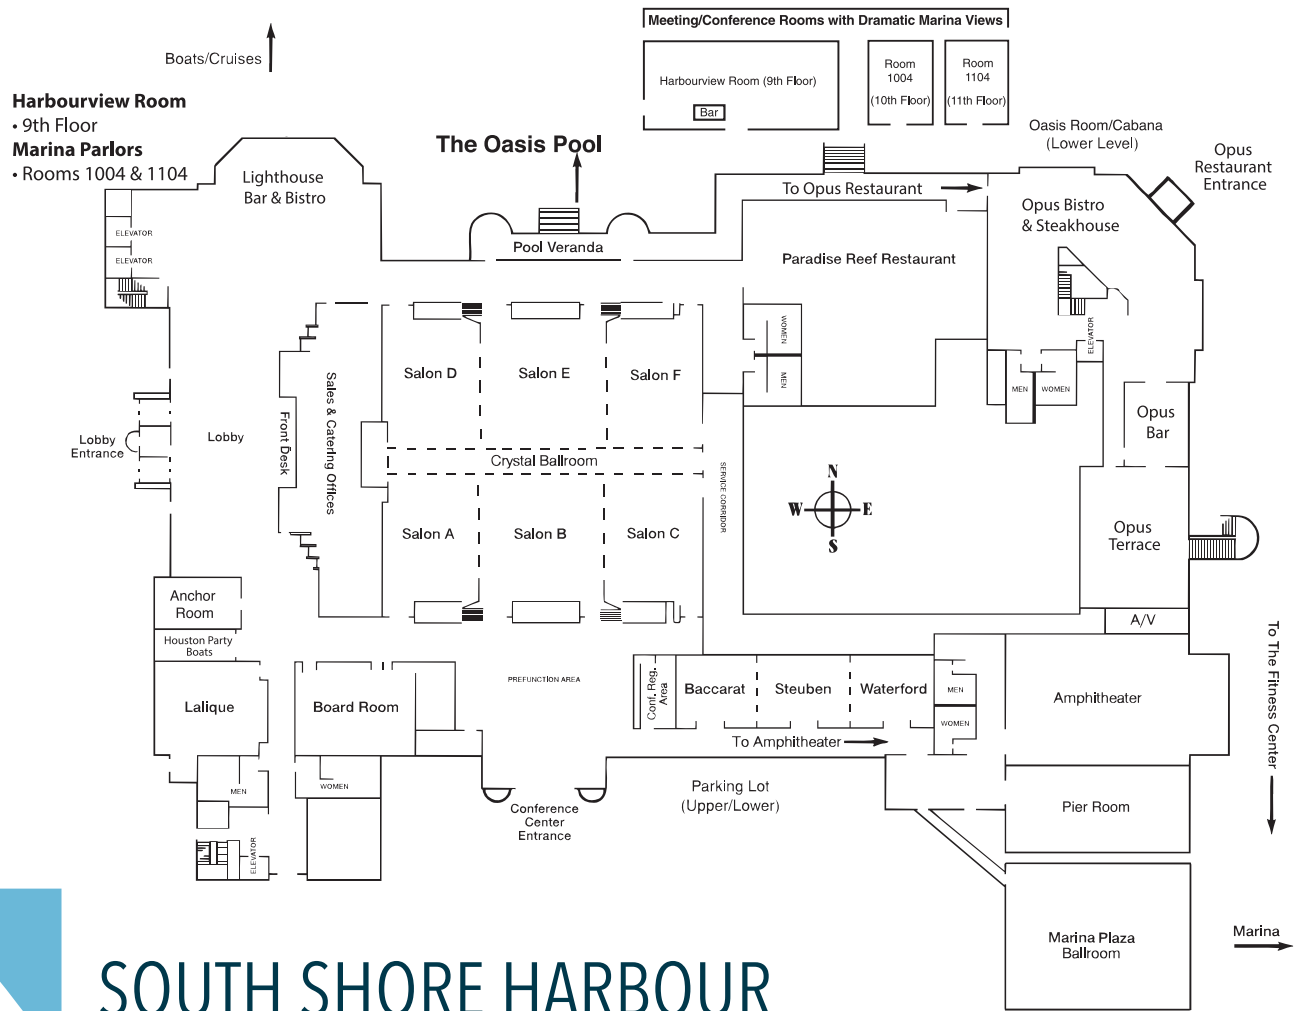 Meeting/Conference Rooms with Dramatic Marina Views
Boats/Cruises
Harbourview Room (9th Floor)
Bar
Room
1004
(10th Floor)
Room
1104
(11th Floor)
Harbourview Room
• 9th Floor
Marina Parlors
• Rooms 1004 & 1104
The Oasis Pool
Oasis Room/Cabana
(Lower Level)
Opus
Restaurant
Entrance
Lighthouse
Bar & Bistro
To Opus Restaurant
Opus Bistro
& Steakhouse
ELEVATOR
ELEVATOR
Pool Veranda
Paradise Reef Restaurant
WOMEN
MEN
ELEVATOR
MEN
WOMEN
Salon D
Salon E
Salon F
Sales & Catering Offices
Front Desk
Lobby
Entrance
Lobby
Opus
Bar
Crystal Ballroom
SERVICE CORRIDOR
N
W
E
S
Salon A
Salon B
Salon C
Opus
Terrace
Anchor
Room
Houston Party
Boats
A/V
To The Fitness Center
PREFUNCTION AREA
Conf. Reg.
Area
Baccarat
Steuben
Waterford
MEN
WOMEN
Amphitheater
Lalique
Board Room
To Amphitheater
MEN
WOMEN
Parking Lot
(Upper/Lower)
Pier Room
Conference
Center
Entrance
ELEVATOR
Marina Plaza
Ballroom
Marina
SOUTH SHORE HARBOUR